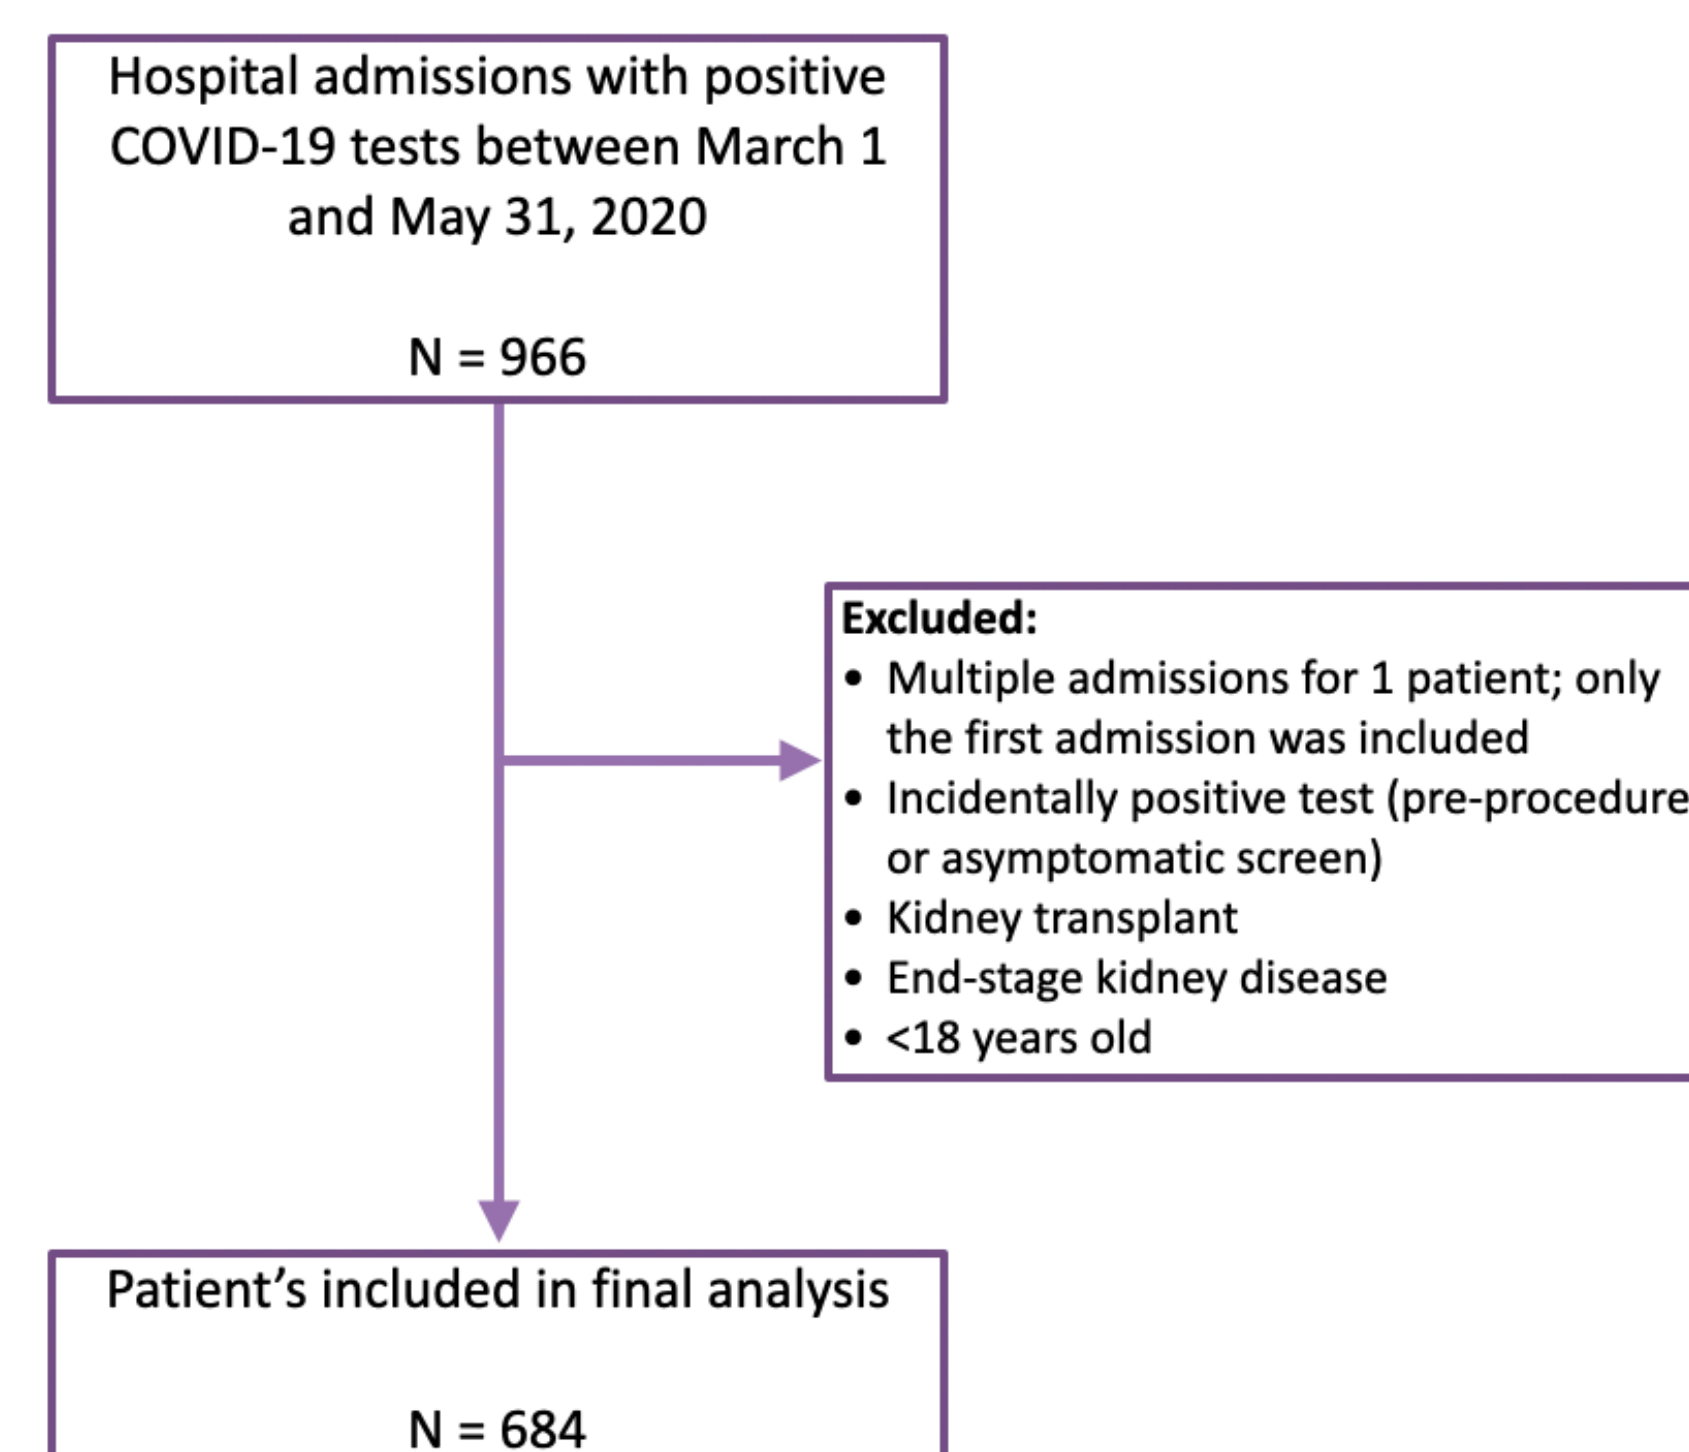 Hospital admissions with positive
COVID-19 tests between March 1
and May 31, 2020
N = 966
Excluded:
• Multiple admissions for 1 patient; only
the first admission was included
• Incidentally positive test (pre-procedure
or asymptomatic screen)
• Kidney transplant
• End-stage kidney disease
• <18 years old
Patient’s included in final analysis
N = 684